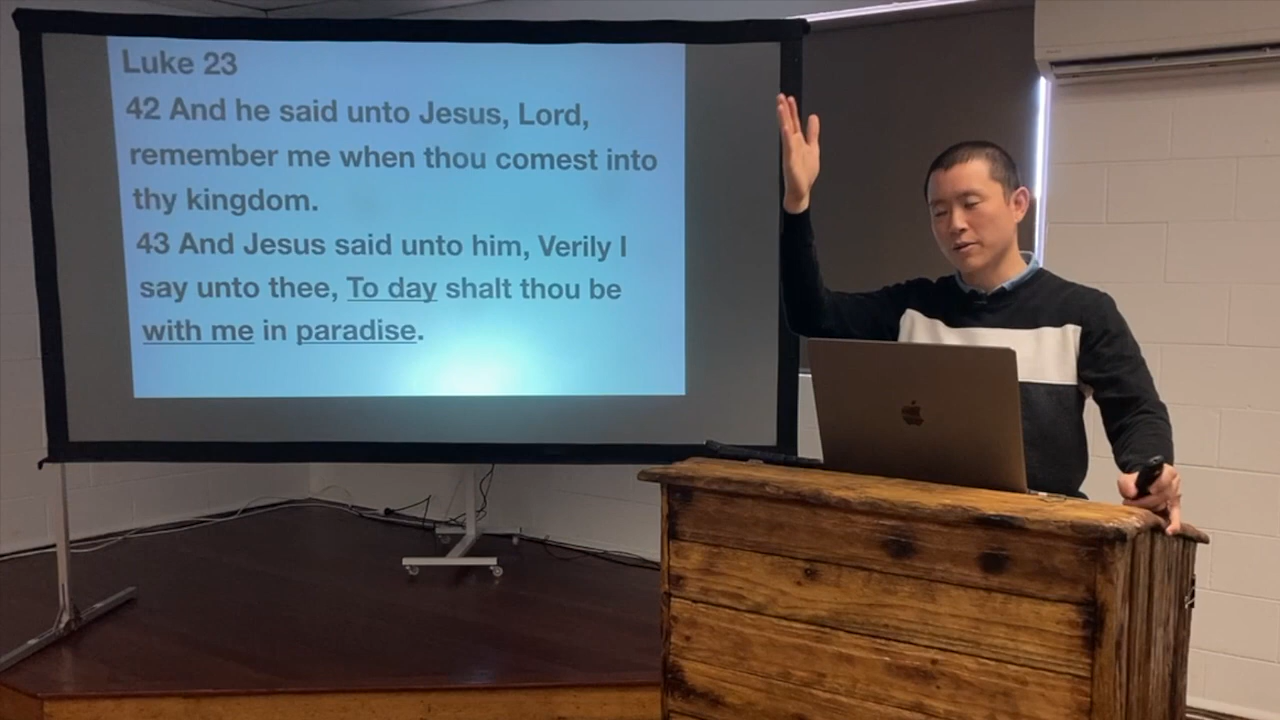 Luke 23
42 And he said unto Jesus, Lord,
remember me when thou comest into
thy kingdom.
43 And Jesus said unto him, Verily I
say unto thee, To day shalt thou be
with me in paradise.